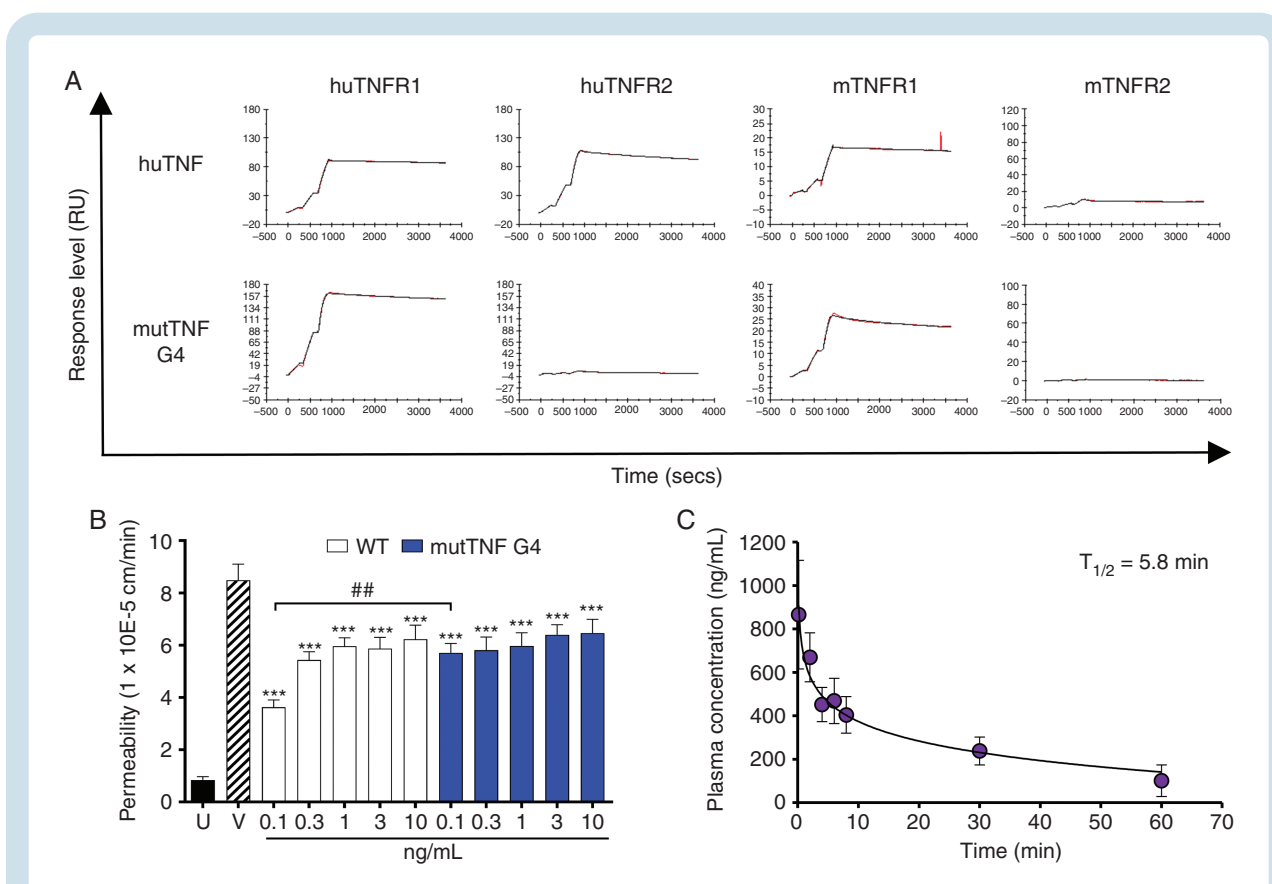 A
huTNFR1 huTNFR2 mTNFR1 mTNFR2
huTNF
180 130 80 30 −20
−500 0 500 1000 2000 3000 4000
180 130 80 30 −20
−500 0 500 1000 2000 3000 4000
30 25 20 15 10 5 0 −5 −10
−500 0 500 1000 2000 3000 4000
120 100 80 60 40 20 0 −20
−500 0 500 1000 2000 3000 4000
mutTNF
G4
180 157 134 111 88 65 42 19 −4 −27 −50
−500 0 500 1000 2000 3000 4000
180 157 134 111 88 65 42 19 −4 −27 −50
−500 0 500 1000 2000 3000 4000
40 35 30 25 20 15 10 5 0 −5 −10
−500 0 500 1000 2000 3000 4000
100 80 60 40 20 0 −20
−500 0 500 1000 2000 3000 4000
Response level (RU)
Time (secs)
B
Permeability (1 x 10E-5 cm/min)
10 8 6 4 2 0
WT mutTNF G4
##
*** *** *** *** *** *** *** *** *** ***
U V 0.1 0.3 1 3 10 0.1 0.3 1 3 10
ng/mL
C
Plasma concentration (ng/mL)
1200 1000 800 600 400 200 0
T1/2 = 5.8 min
0 10 20 30 40 50 60 70
Time (min)